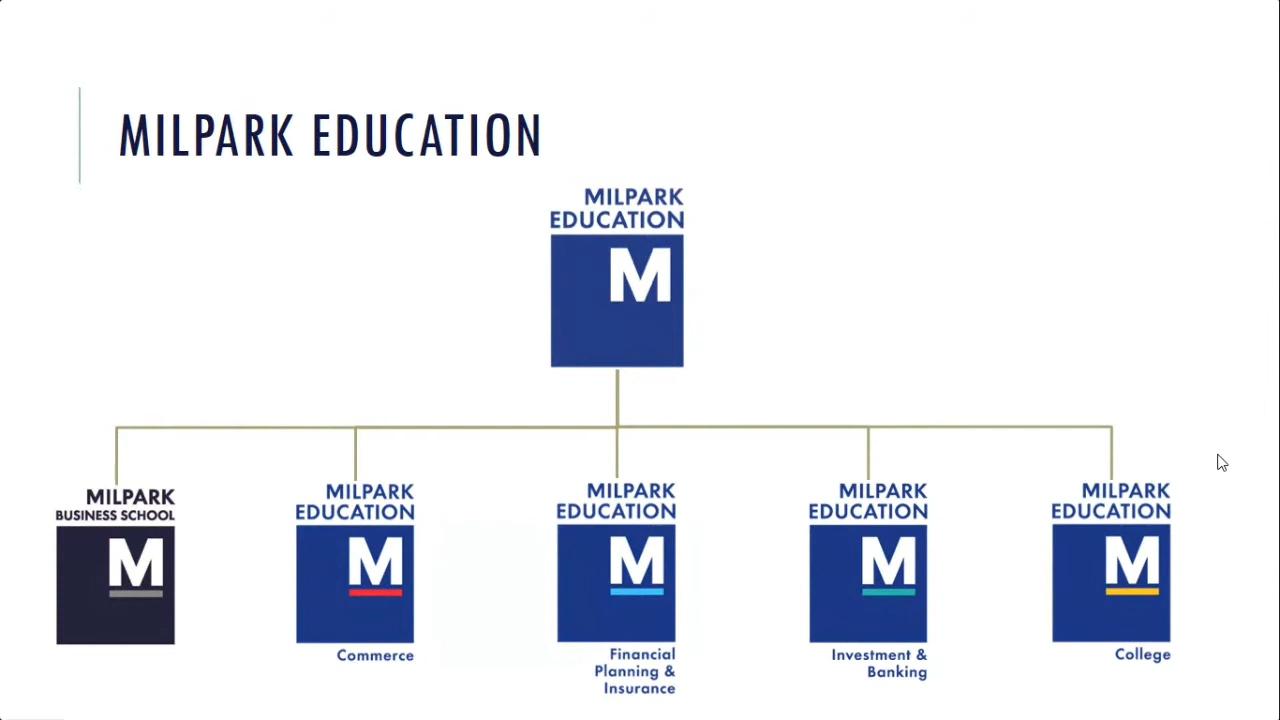 MILPARK EDUCATION
MILPARK
EDUCATION
M
MILPARK
BUSINESS SCHOOL
M
MILPARK
EDUCATION
M
Commerce
MILPARK
EDUCATION
M
Financial
Planning &
Insurance
MILPARK
EDUCATION
M
Investment &
Banking
MILPARK
EDUCATION
M
College